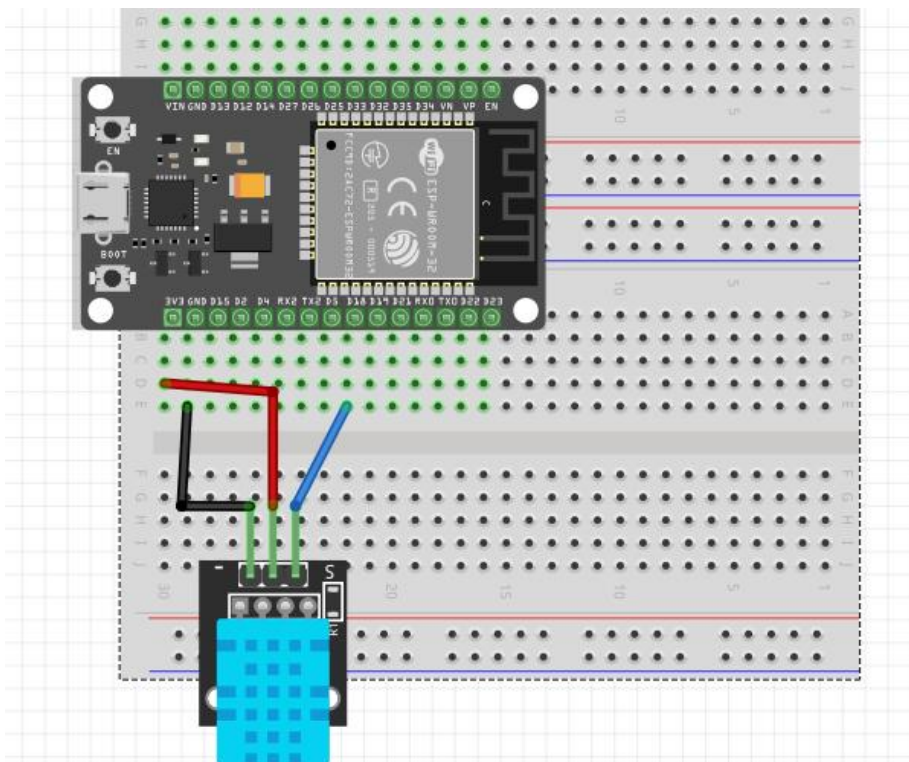 G G
H H
I I
J J
10 5 1
VIN GND D13 D12 D14 D27 D26 D25 D33 D32 D35 D34 VN VP EN
EN
WiFi ESP-WROOM-32
CE
R
BOOT
3V3 GND D15 D2 D4 RX2 TX2 D5 D18 D19 D21 RX0 TX0 D22 D23
10 5 1
A
B B
C C
D D
E E
F F
G G
H H
I I
J J
30 20 15 10 5 1
- S
R1